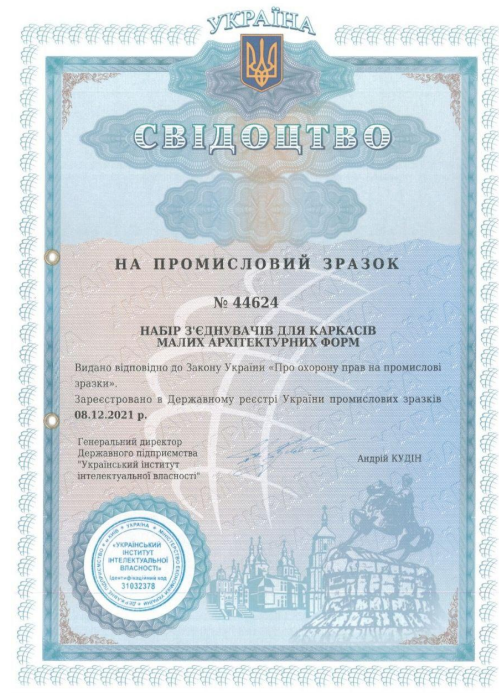 УКРАЇНА
СВІДОЦТВО
НА ПРОМИСЛОВИЙ ЗРАЗОК
№ 44624
НАБІР З'ЄДНУВАЧІВ ДЛЯ КАРКАСІВ
МАЛИХ АРХІТЕКТУРНИХ ФОРМ
Видано відповідно до Закону України «Про охорону прав на промислові
зразки».
Зареєстровано в Державному реєстрі України промислових зразків
08.12.2021 р.
Генеральний директор
Державного підприємства
"Український інститут
інтелектуальної власності"
Андрій КУДІН
«УКРАЇНСЬКИЙ
ІНСТИТУТ
ІНТЕЛЕКТУАЛЬНОЇ
ВЛАСНОСТІ»
Ідентифікаційний код
31032378